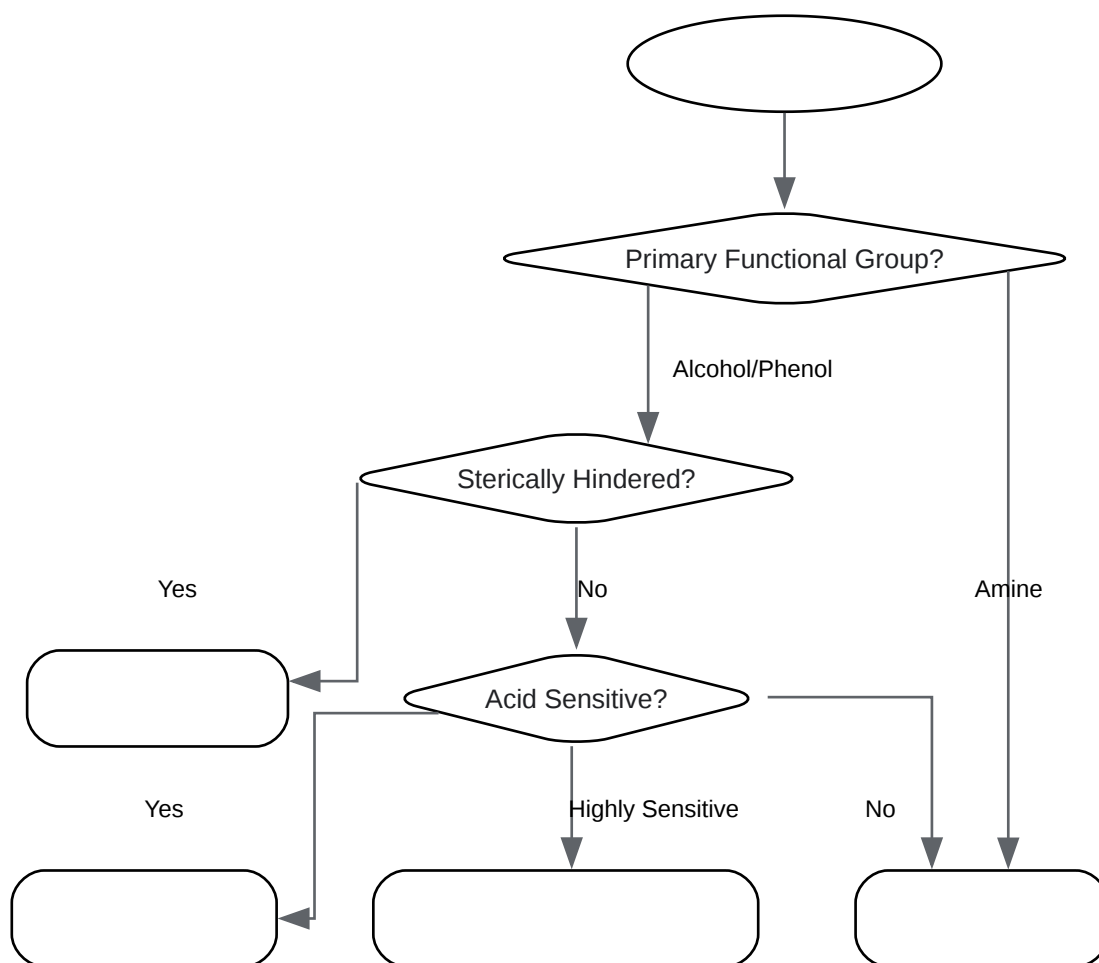 Primary Functional Group?
Alcohol/Phenol
Sterically Hindered?
Yes
No
Amine
Acid Sensitive?
Yes
Highly Sensitive
No